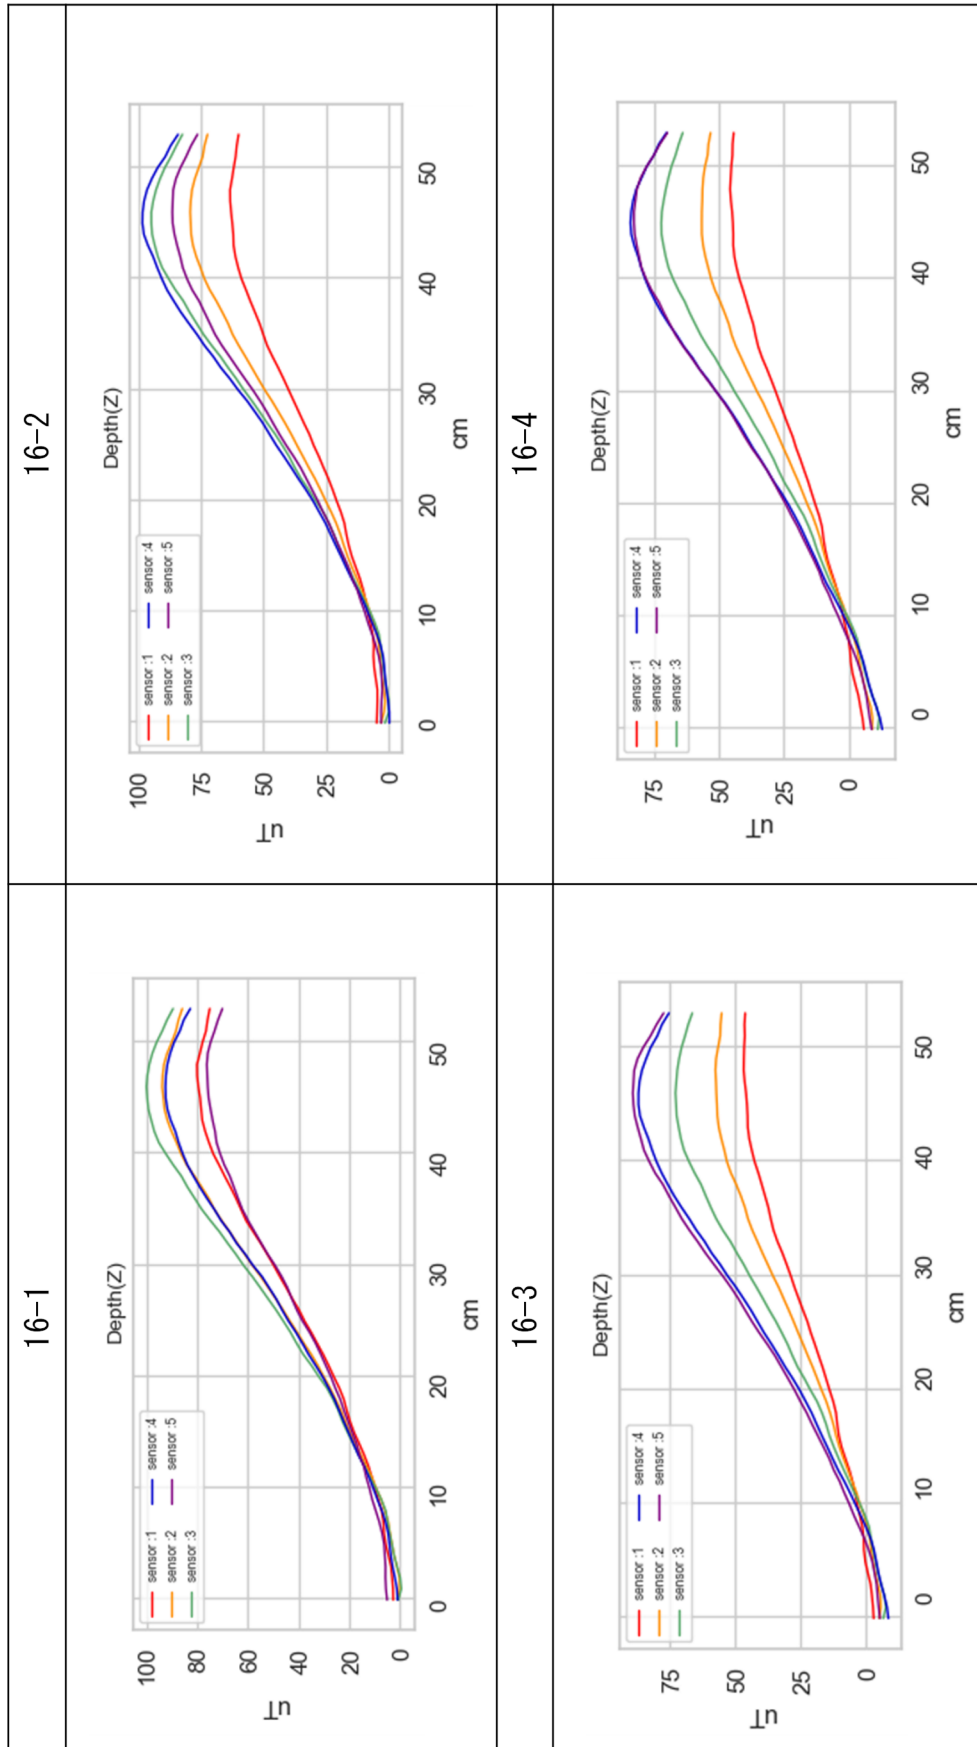 16-1
Depth(Z)
sensor :1
sensor :2
sensor :3
sensor :4
sensor :5
uT
100
80
60
40
20
0
0
10
20
30
40
50
cm
16-2
Depth(Z)
sensor :1
sensor :2
sensor :3
sensor :4
sensor :5
uT
100
75
50
25
0
0
10
20
30
40
50
cm
16-3
Depth(Z)
sensor :1
sensor :2
sensor :3
sensor :4
sensor :5
uT
75
50
25
0
0
10
20
30
40
50
cm
16-4
Depth(Z)
sensor :1
sensor :2
sensor :3
sensor :4
sensor :5
uT
75
50
25
0
0
10
20
30
40
50
cm